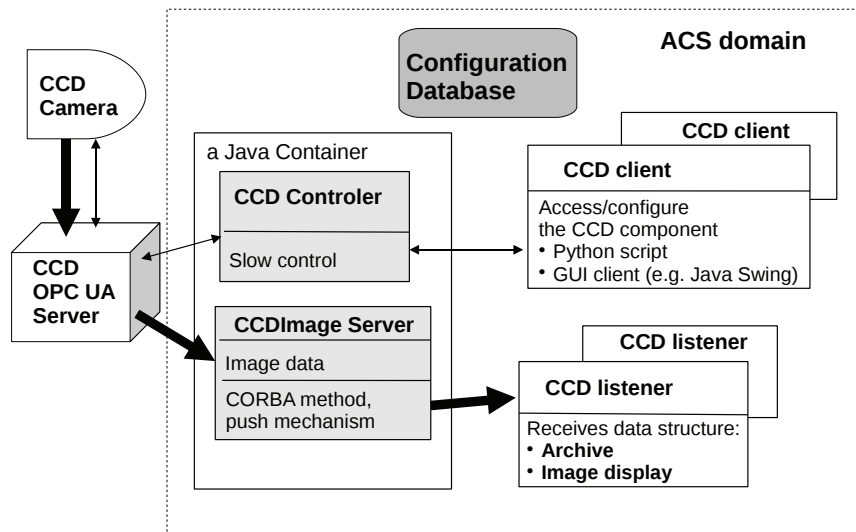 ACS domain
Configuration
Database
CCD
Camera
CCD
OPC UA
Server
a Java Container
CCD Controler
Slow control
CCDImage Server
Image data
CORBA method,
push mechanism
CCD client
CCD client
Access/configure
the CCD component
• Python script
• GUI client (e.g. Java Swing)
CCD listener
CCD listener
Receives data structure:
• Archive
• Image display